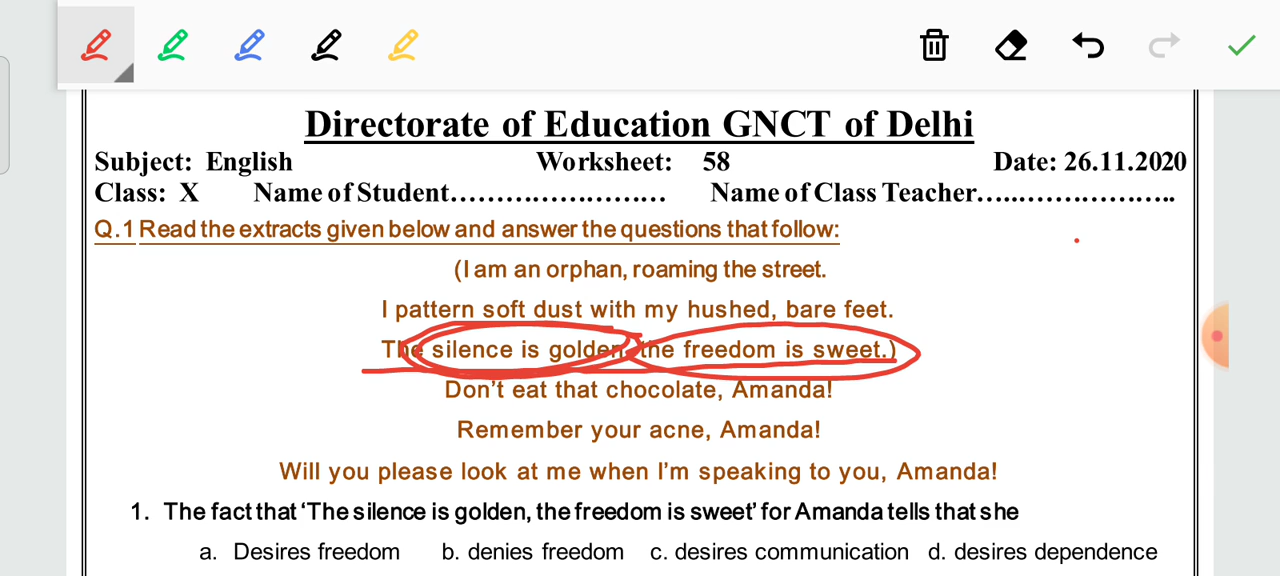 Directorate of Education GNCT of Delhi
Subject: English Worksheet: 58 Date: 26.11.2020
Class: X Name of Student........................ Name of Class Teacher......................
Q.1 Read the extracts given below and answer the questions that follow:
(I am an orphan, roaming the street.
I pattern soft dust with my hushed, bare feet.
The silence is golden, the freedom is sweet.)
Don't eat that chocolate, Amanda!
Remember your acne, Amanda!
Will you please look at me when I'm speaking to you, Amanda!
1. The fact that ‘The silence is golden, the freedom is sweet’ for Amanda tells that she
a. Desires freedom b. denies freedom c. desires communication d. desires dependence